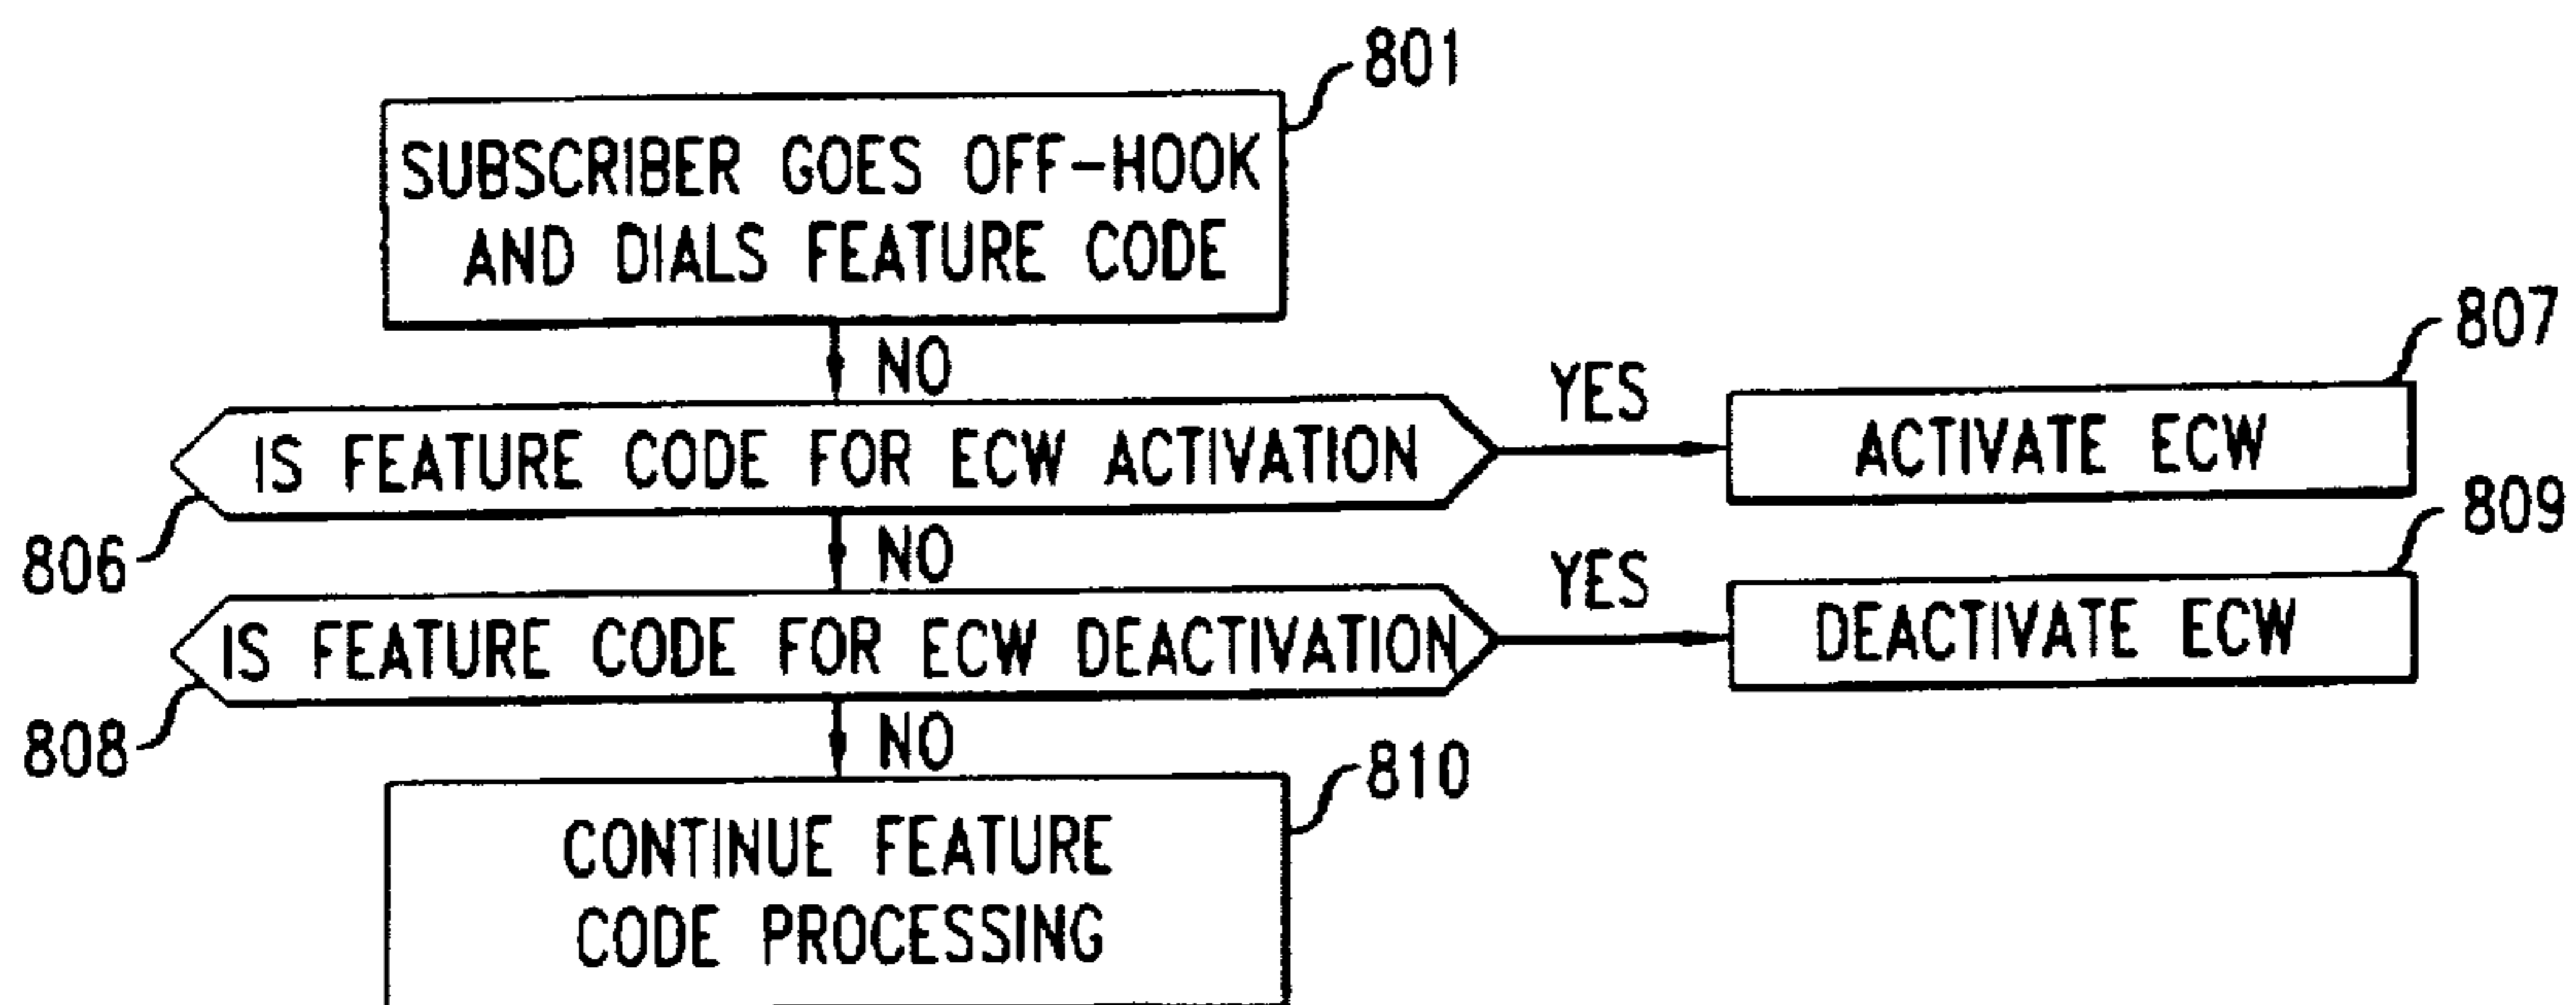 801
SUBSCRIBER GOES OFF-HOOK
AND DIALS FEATURE CODE
NO
807
YES
IS FEATURE CODE FOR ECW ACTIVATION
ACTIVATE ECW
806
NO
809
YES
IS FEATURE CODE FOR ECW DEACTIVATION
DEACTIVATE ECW
808
NO
810
CONTINUE FEATURE
CODE PROCESSING